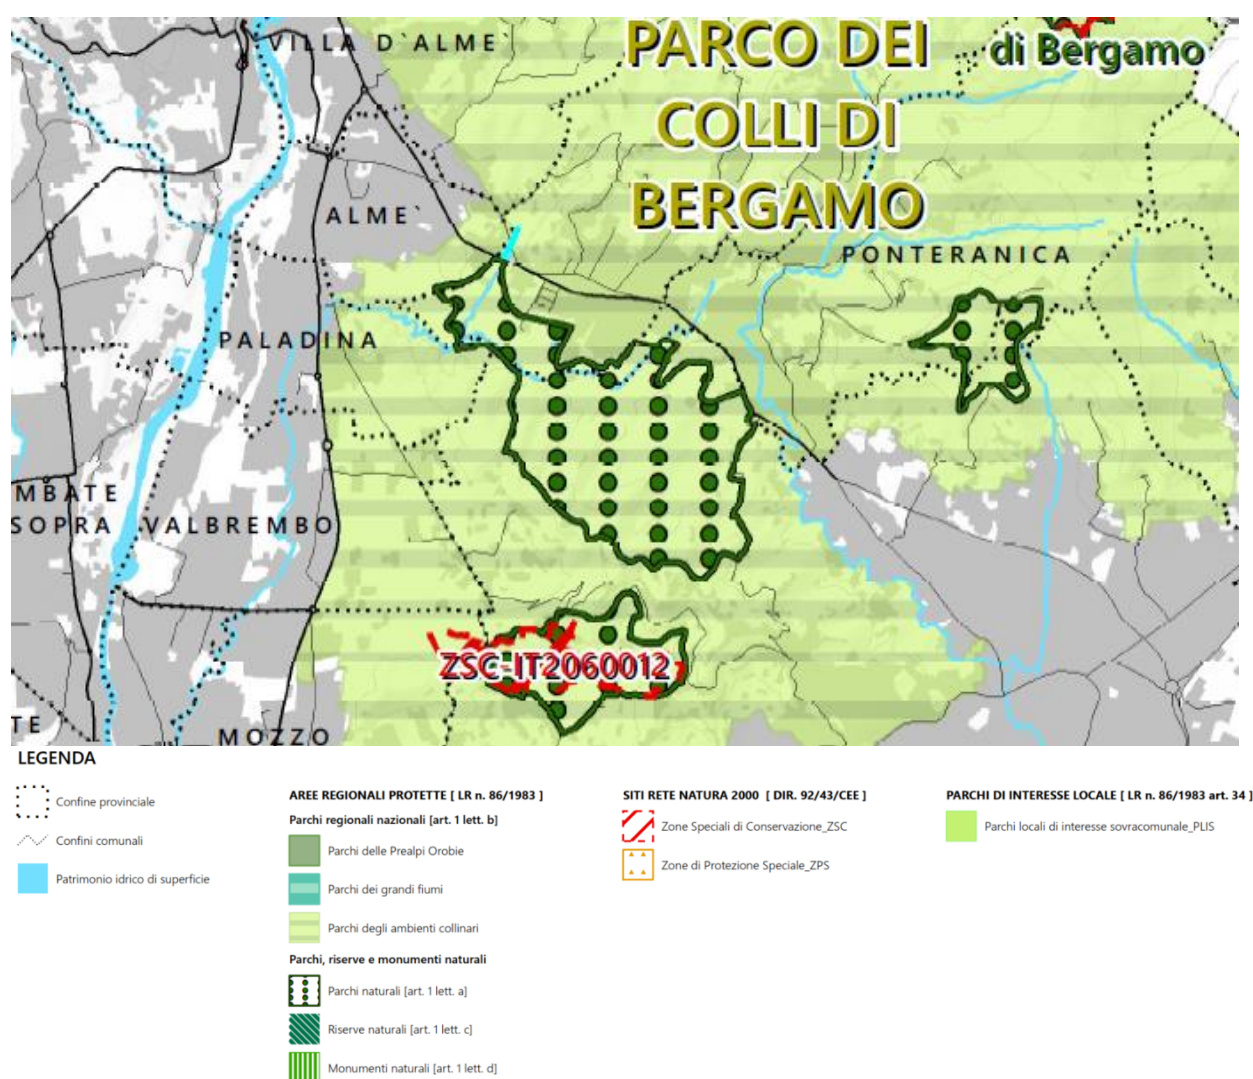 VILLA D`ALME`
PARCO DEI
COLLI DI
BERGAMO
di Bergamo
ALME`
PONTERANICA
PALADINA
MBATE
SOPRA
VALBREMBO
ZSC-IT2060012
TE
MOZZO
LEGENDA
Confine provinciale
Confini comunali
Patrimonio idrico di superficie
AREE REGIONALI PROTETTE [ LR n. 86/1983 ]
Parchi regionali nazionali [art. 1 lett. b]
Parchi delle Prealpi Orobie
Parchi dei grandi fiumi
Parchi degli ambienti collinari
Parchi, riserve e monumenti naturali
Parchi naturali [art. 1 lett. a]
Riserve naturali [art. 1 lett. c]
Monumenti naturali [art. 1 lett. d]
SITI RETE NATURA 2000 [ DIR. 92/43/CEE ]
Zone Speciali di Conservazione_ZSC
Zone di Protezione Speciale_ZPS
PARCHI DI INTERESSE LOCALE [ LR n. 86/1983 art. 34 ]
Parchi locali di interesse sovracomunale_PLIS